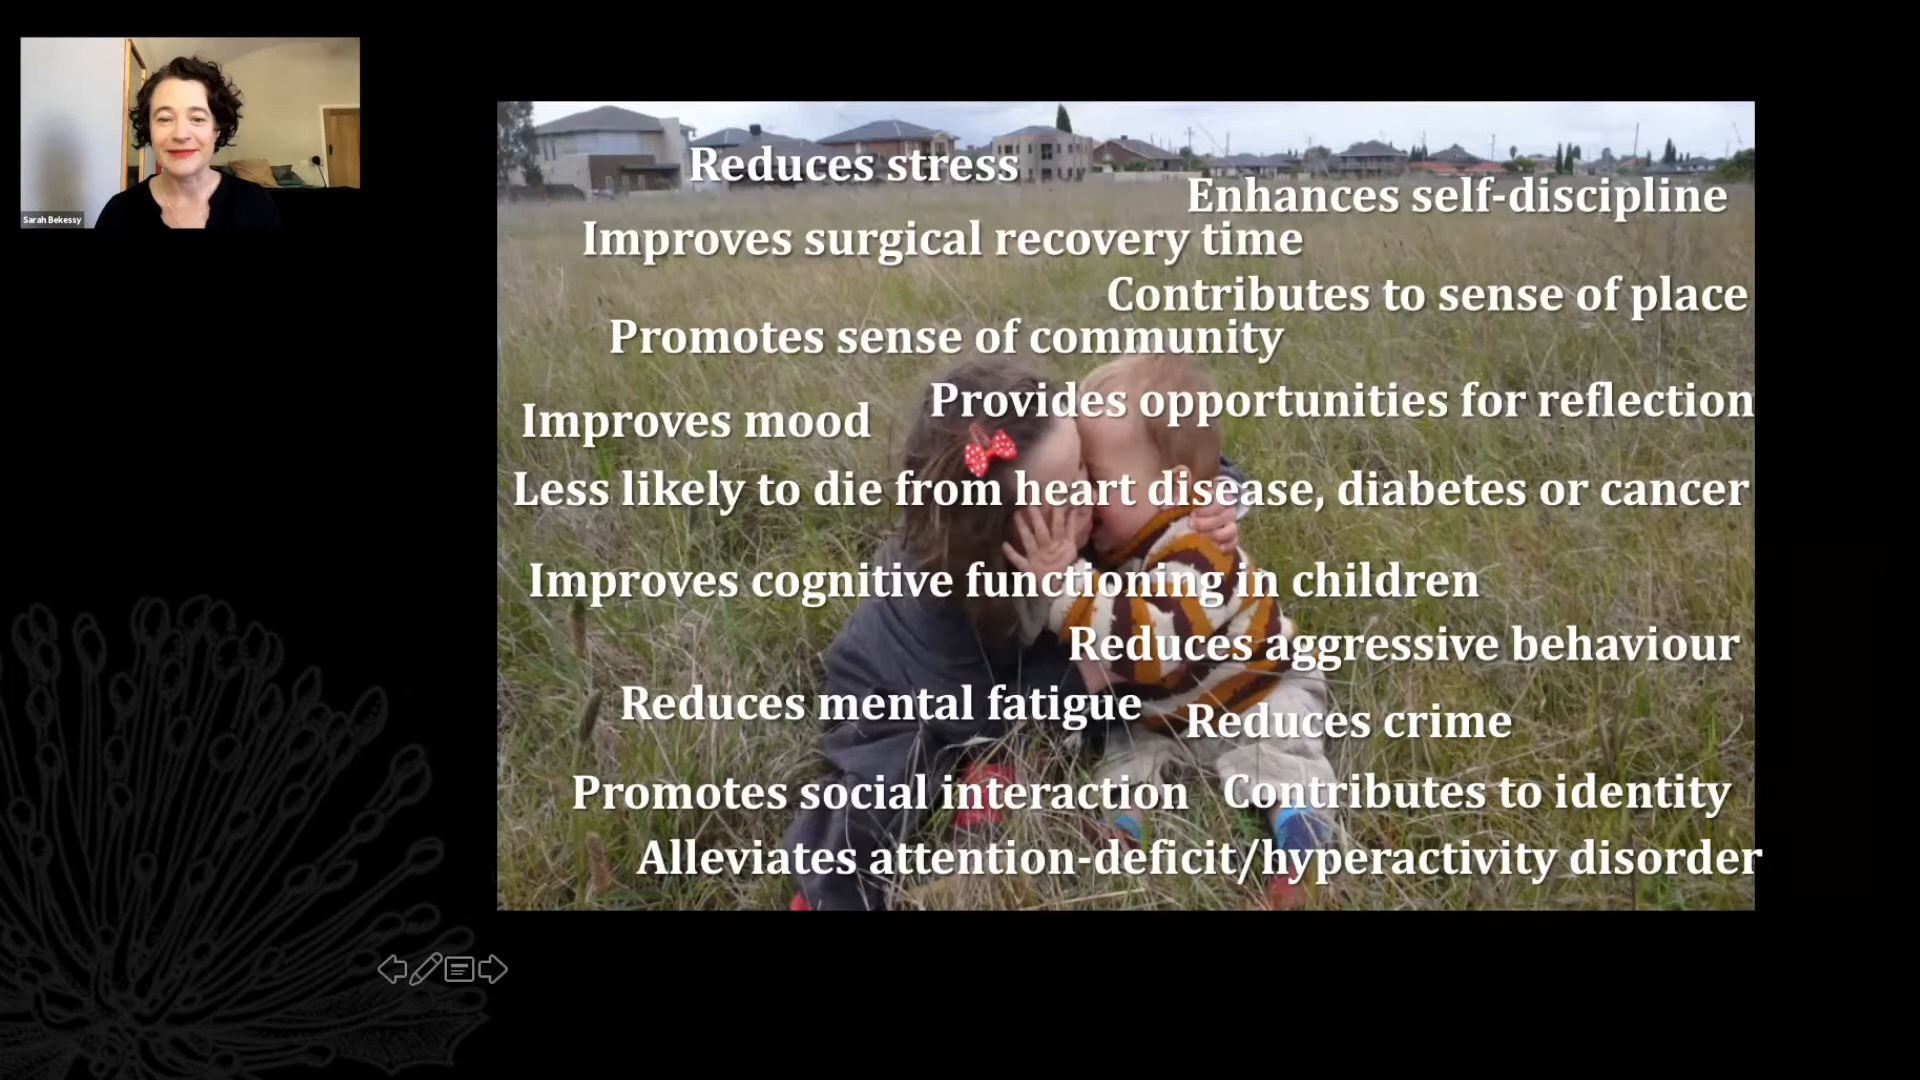 Sarah Bekessy
Reduces stress
Enhances self-discipline
Improves surgical recovery time
Contributes to sense of place
Promotes sense of community
Provides opportunities for reflection
Improves mood
Less likely to die from heart disease, diabetes or cancer
Improves cognitive functioning in children
Reduces aggressive behaviour
Reduces mental fatigue
Reduces crime
Promotes social interaction
Contributes to identity
Alleviates attention-deficit/hyperactivity disorder